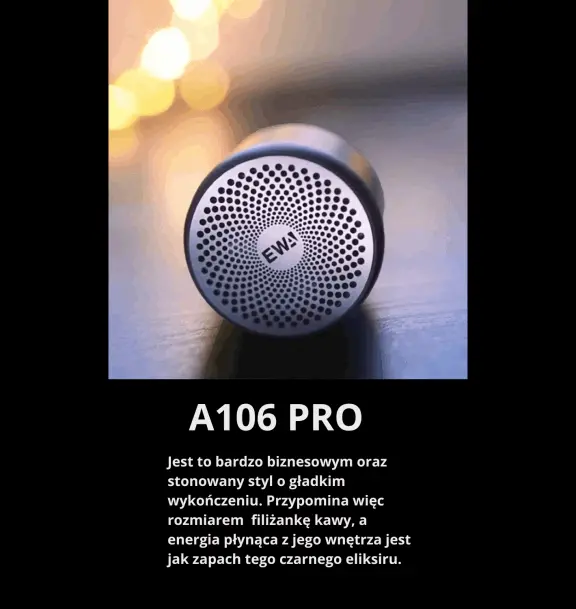 EWA
A106 PRO
Jest to bardzo biznesowym oraz
stonowany styl o gładkim
wykończeniu. Przypomina więc
rozmiarem  filiżankę kawy, a
energia płynąca z jego wnętrza jest
jak zapach tego czarnego eliksiru.